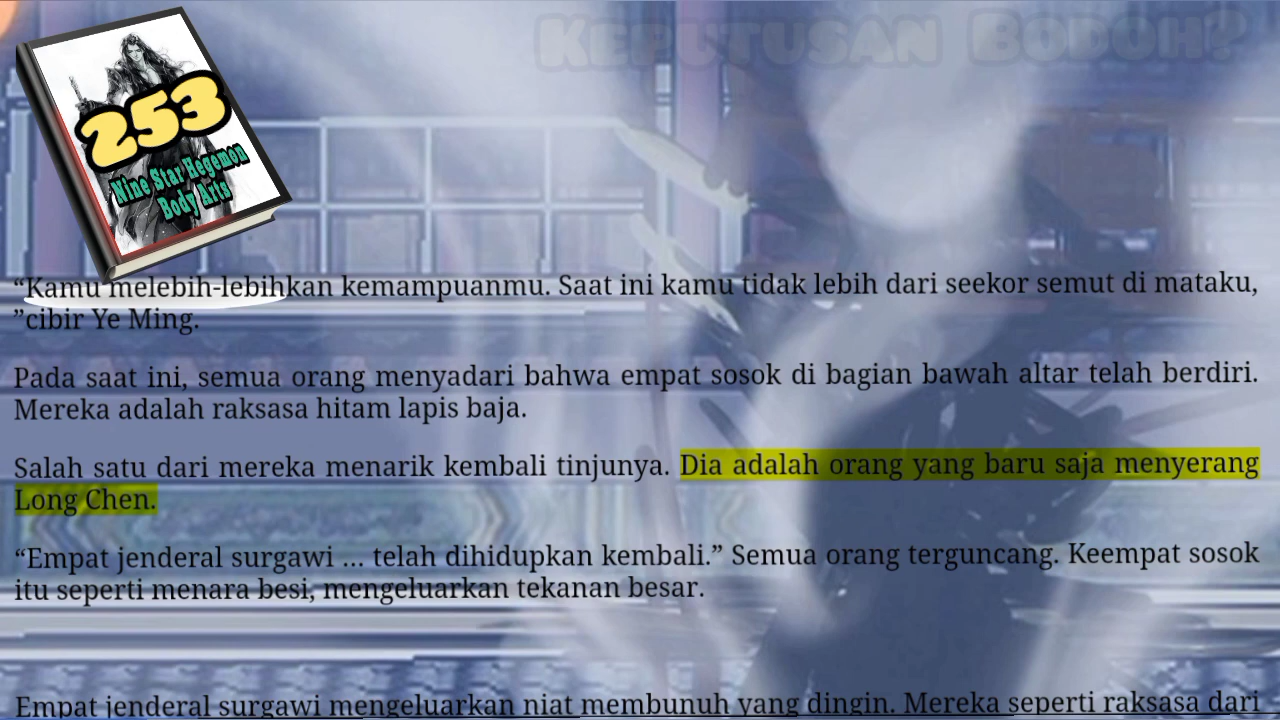 KEPUTUSAN BODOH?
253
Nine Star Hegemon
Body Arts
“Kamu melebih-lebihkan kemampuanmu. Saat ini kamu tidak lebih dari seekor semut di mataku,
”cibir Ye Ming.
Pada saat ini, semua orang menyadari bahwa empat sosok di bagian bawah altar telah berdiri.
Mereka adalah raksasa hitam lapis baja.
Salah satu dari mereka menarik kembali tinjunya. Dia adalah orang yang baru saja menyerang
Long Chen.
“Empat jenderal surgawi ... telah dihidupkan kembali.” Semua orang terguncang. Keempat sosok
itu seperti menara besi, mengeluarkan tekanan besar.
Empat jenderal surgawi mengeluarkan niat membunuh yang dingin. Mereka seperti raksasa dari